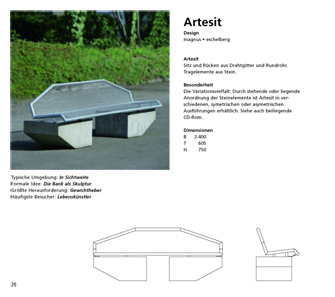 Artesit
Design
magnus • eschelberg
Artesit
Sitz und Rücken aus Drahtgitter und Rundrohr.
Tragelemente aus Stein.
Besonderheit
Die Variationsvielfalt: Durch stehende oder liegende
Anordnung der Steinelemente ist Artesit in ver-
schiedenen, symetrischen oder asymetrischen
Ausführungen erhältlich. Siehe auch beiliegende
CD-Rom.
Dimensionen
B 2.400
T 605
H 750
Typische Umgebung: In Sichtweite
Formale Idee: Die Bank als Skulptur
Größte Herausforderung: Gewichtheber
Häufigste Besucher: Lebenskünstler
36